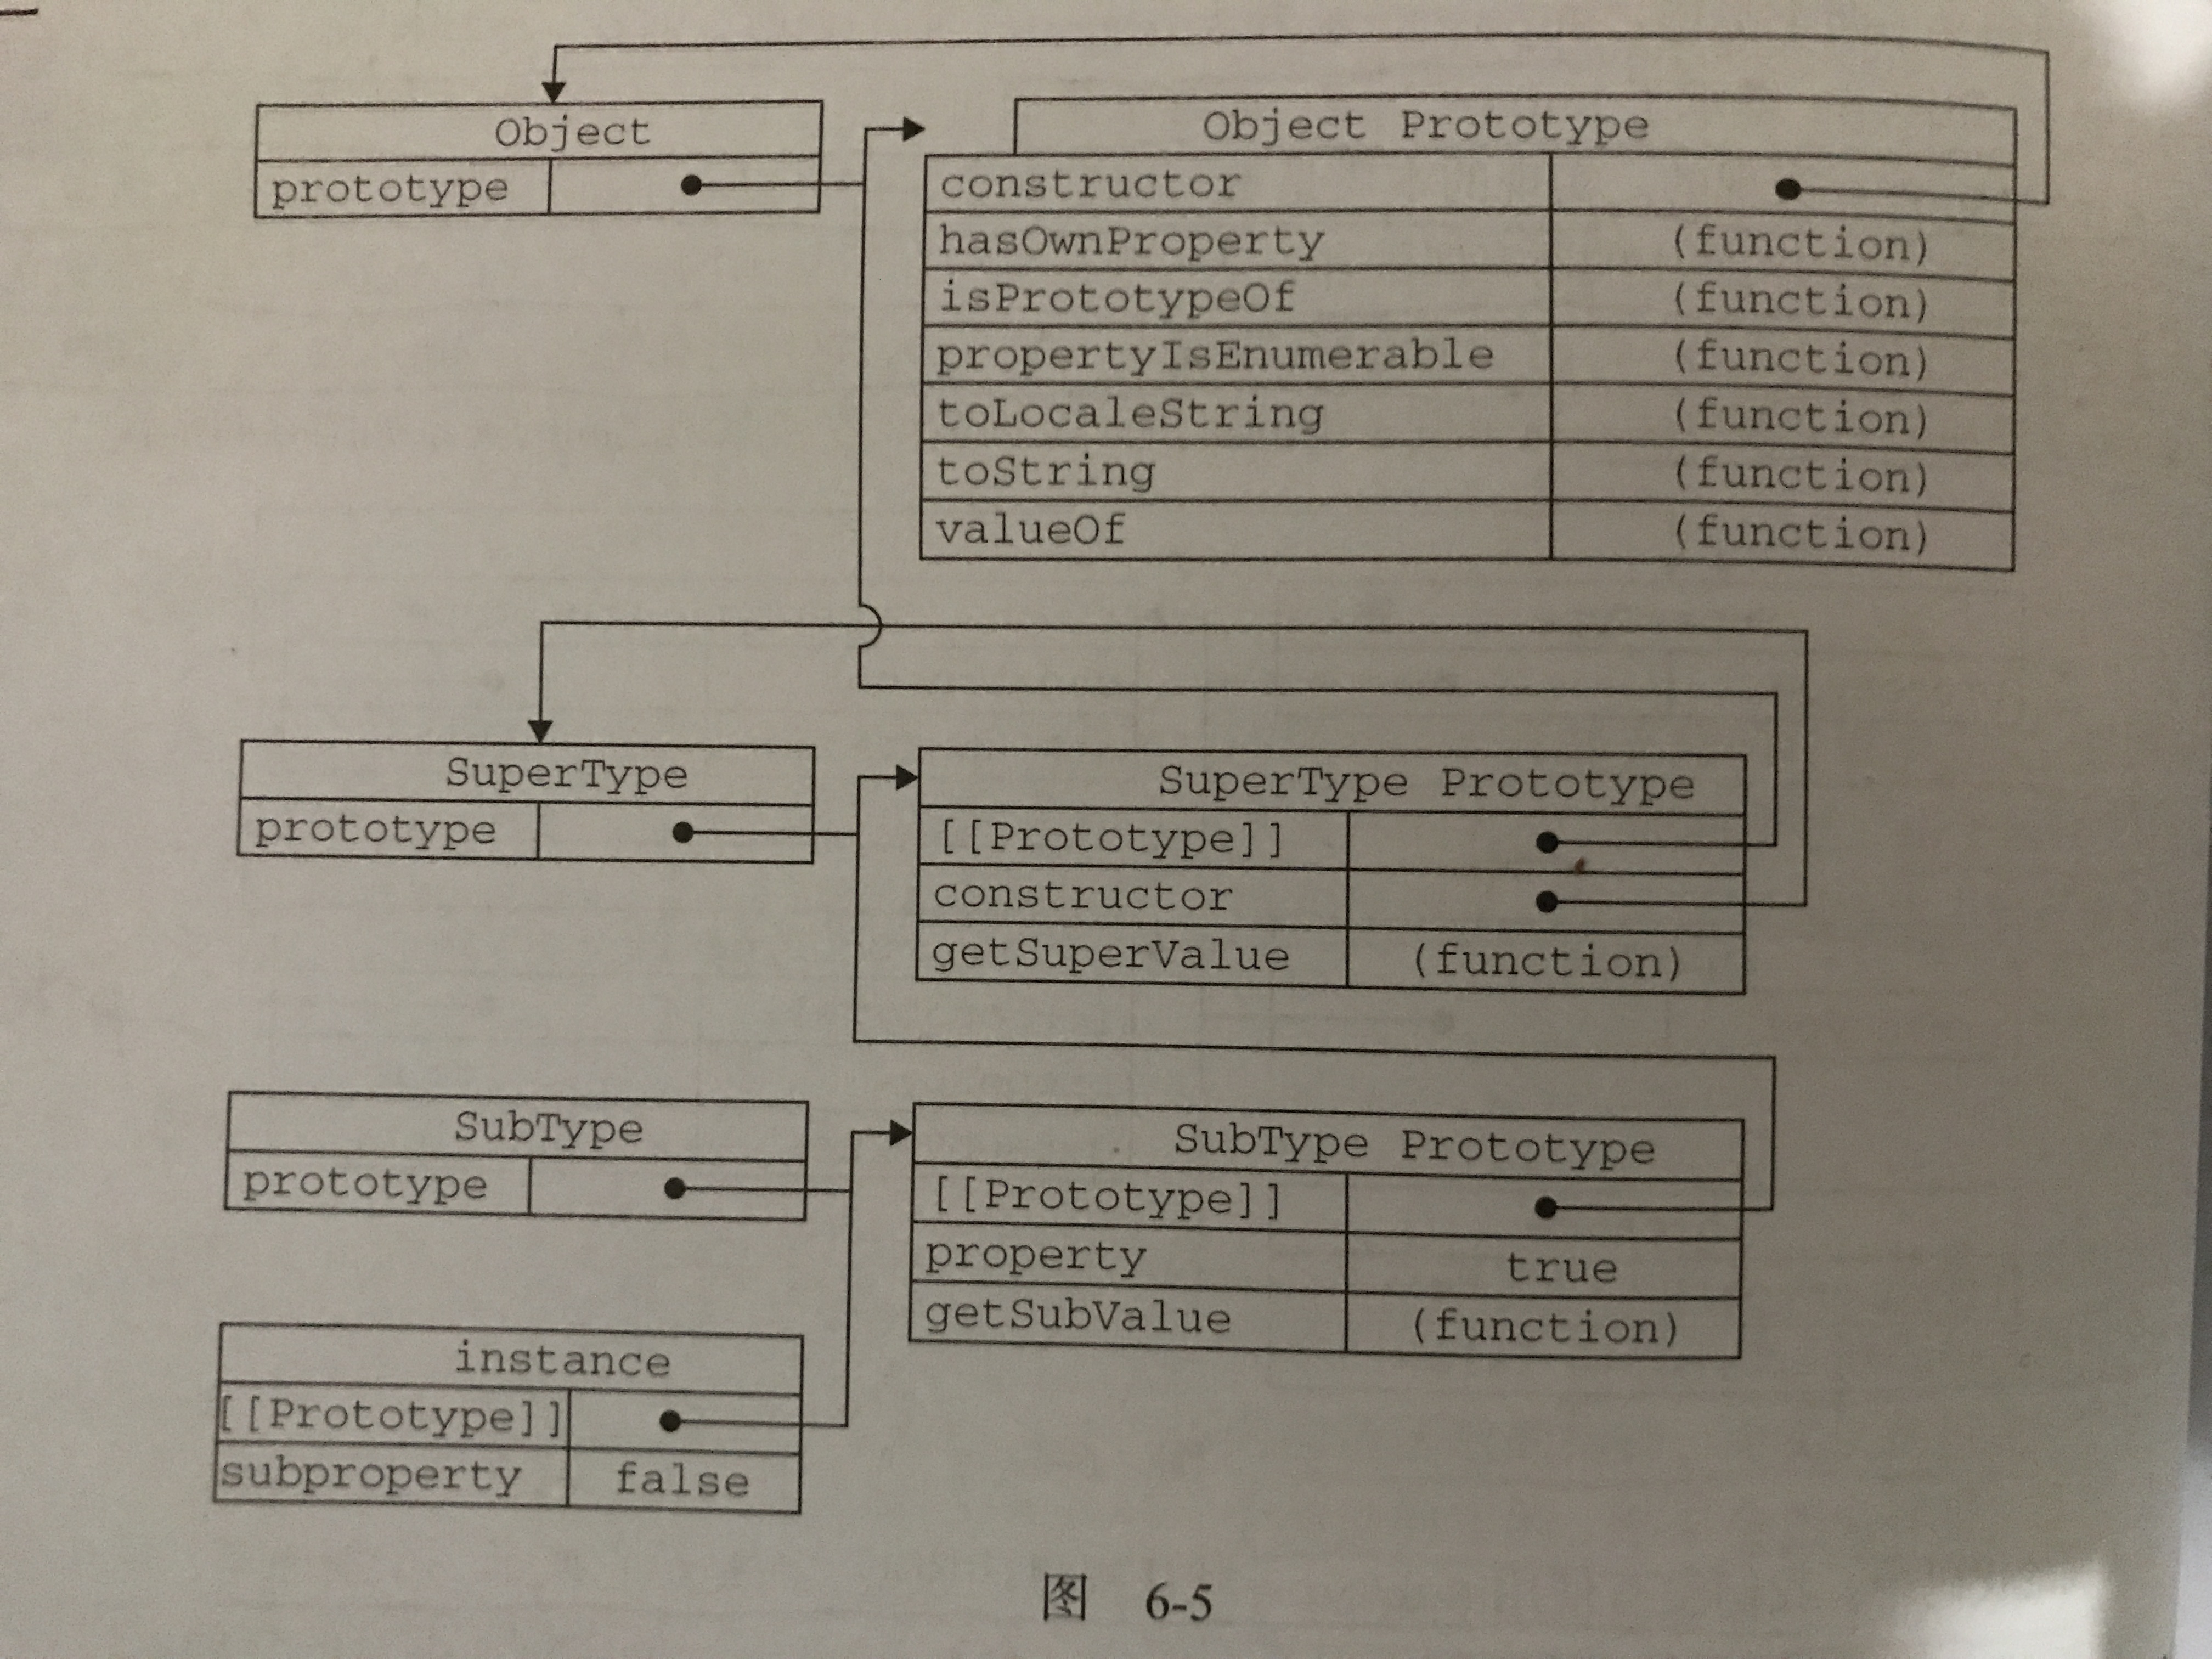 Object
prototype
Object Prototype
constructor
hasOwnProperty (function)
isPrototypeOf (function)
propertyIsEnumerable (function)
toLocaleString (function)
toString (function)
valueOf (function)
SuperType
prototype
SuperType Prototype
[[Prototype]]
constructor
getSuperValue (function)
SubType
prototype
SubType Prototype
[[Prototype]]
property true
getSubValue (function)
instance
[[Prototype]]
subproperty false
图 6-5